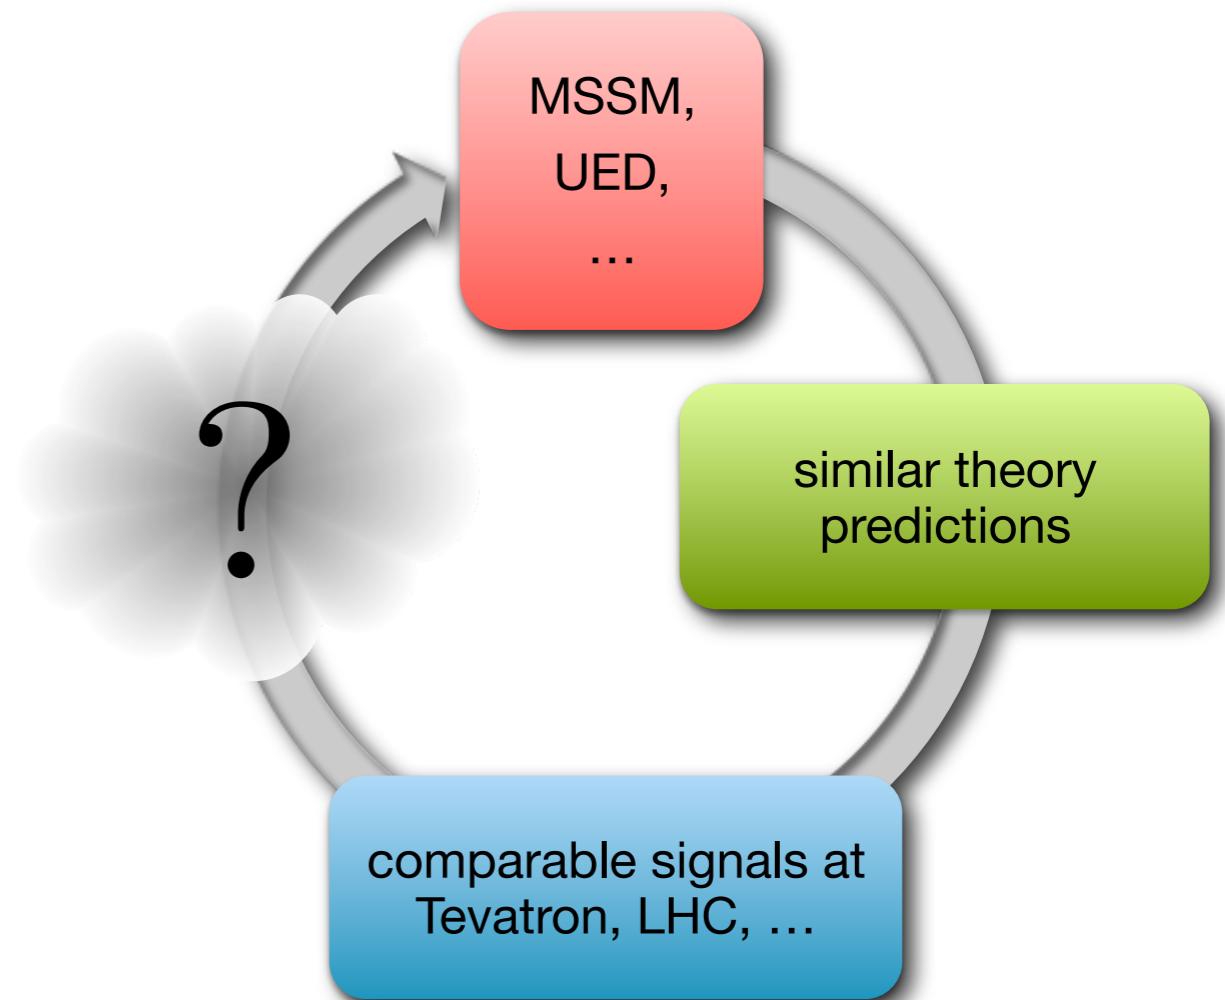 MSSM,
UED,
…
similar theory
predictions
comparable signals at
Tevatron, LHC, …
?